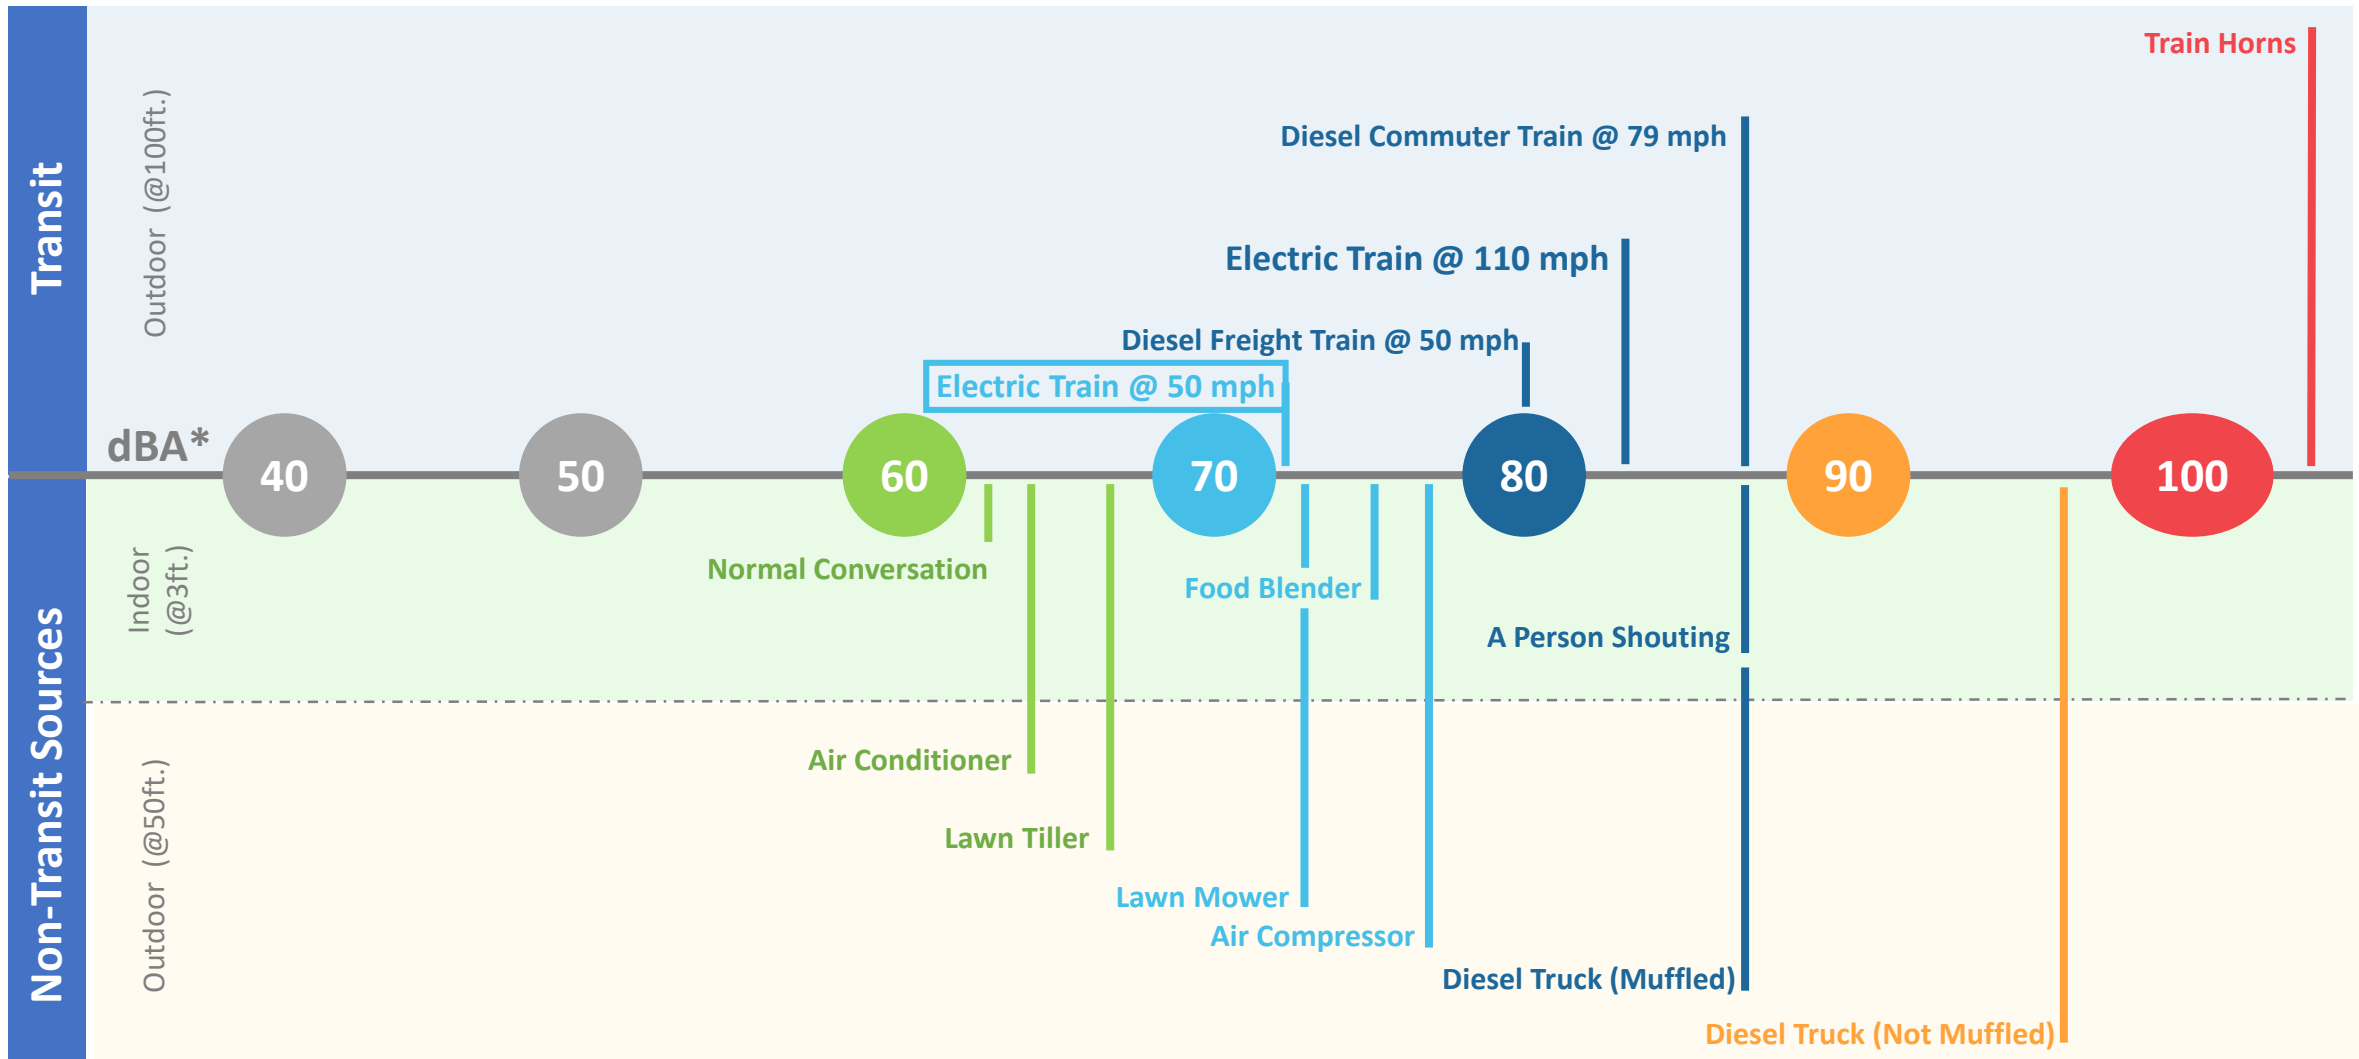 Transit
Outdoor (@100ft.)
Train Horns
Diesel Commuter Train @ 79 mph
Electric Train @ 110 mph
Diesel Freight Train @ 50 mph
Electric Train @ 50 mph
dBA*
40
50
60
70
80
90
100
Non-Transit Sources
Indoor
(@3ft.)
Normal Conversation
Food Blender
A Person Shouting
Outdoor (@50ft.)
Air Conditioner
Lawn Tiller
Lawn Mower
Air Compressor
Diesel Truck (Muffled)
Diesel Truck (Not Muffled)